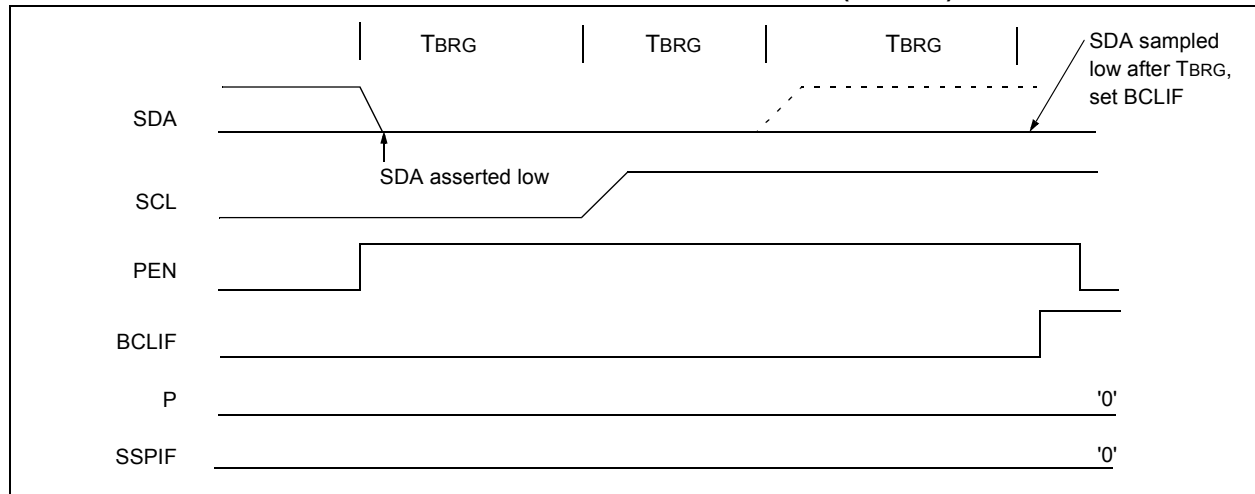 TBRG TBRG TBRG
SDA sampled
low after TBRG,
set BCLIF
SDA
SDA asserted low
SCL
PEN
BCLIF
P '0'
SSPIF '0'